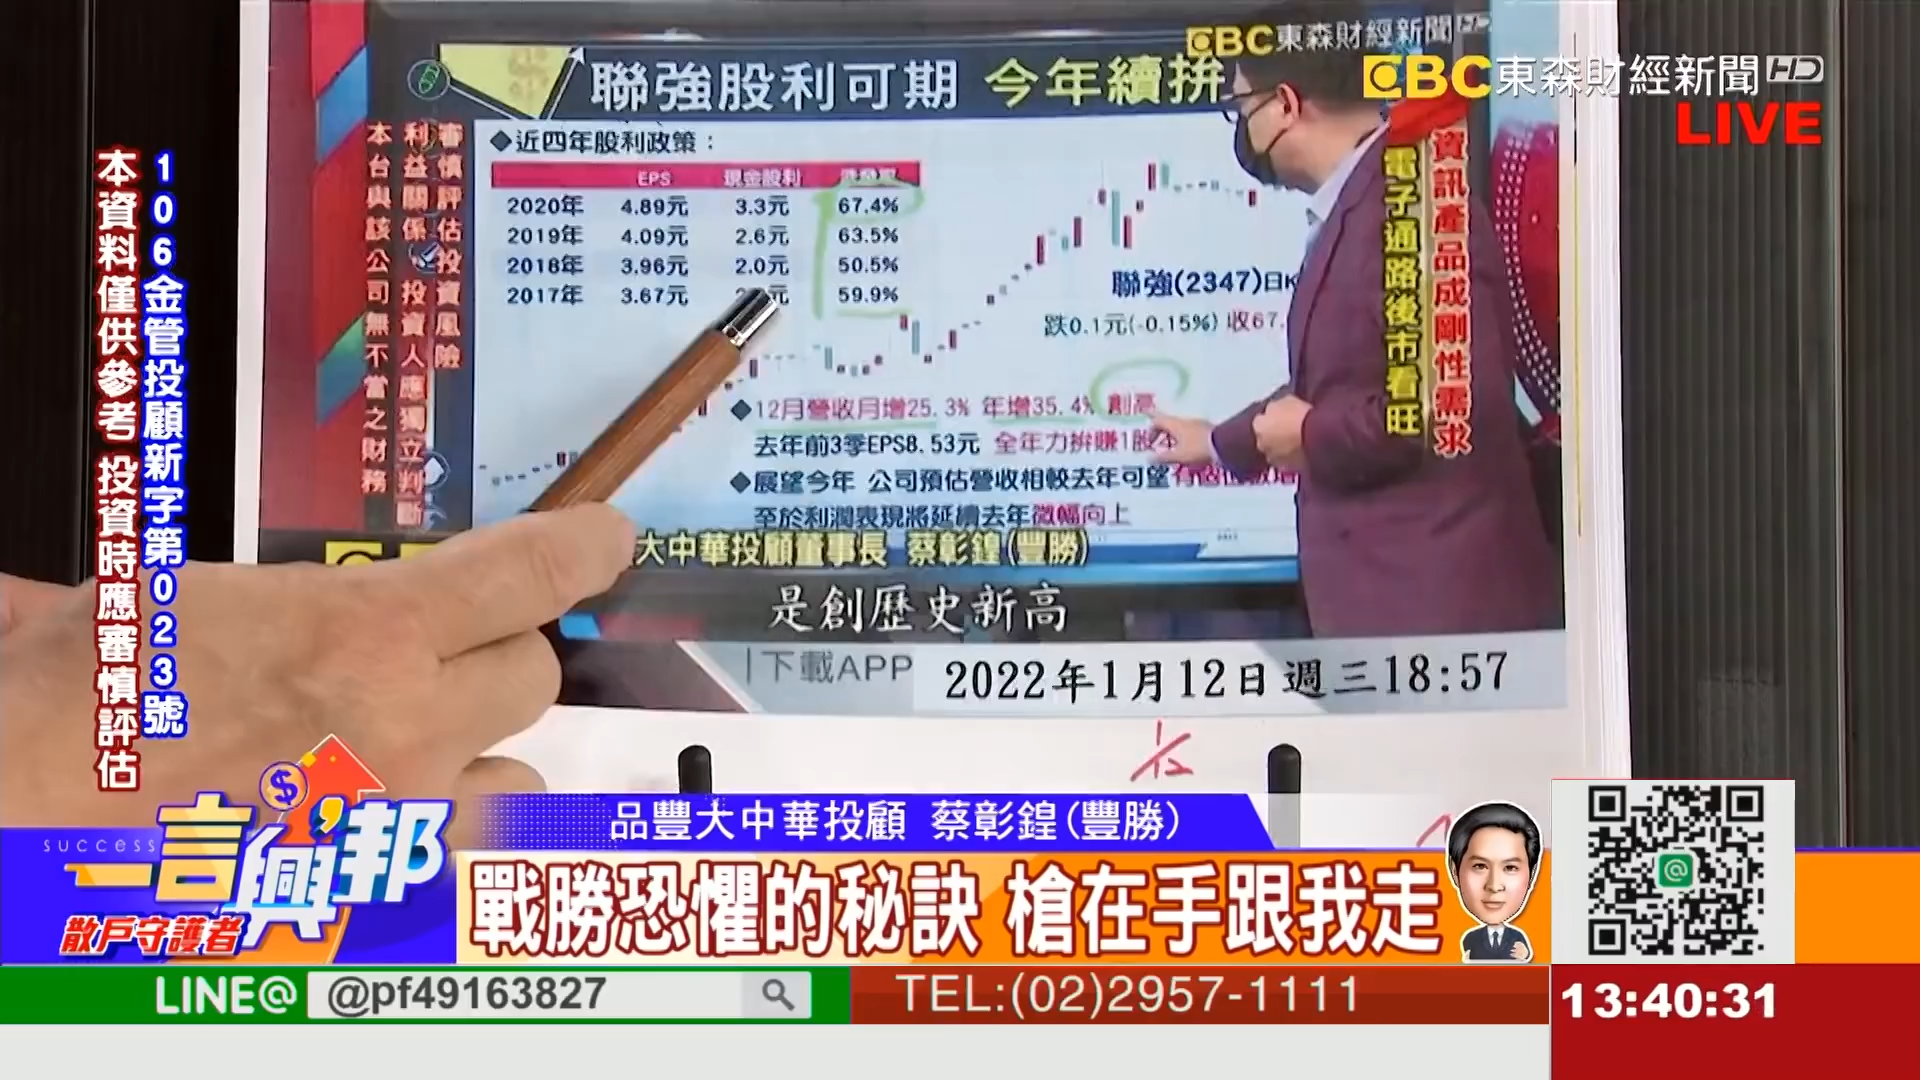 EBC東森財經新聞
EBC東森財經新聞HD
LIVE
聯強股利可期 今年續拚
106金管投顧新字第023號
本資料僅供參考 投資時應審慎評估
審慎評估投資風險
利益關係 投資人應獨立判斷
本台與該公司無不當之財務
◆近四年股利政策：
EPS 現金股利
2020年 4.89元 3.3元 67.4%
2019年 4.09元 2.6元 63.5%
2018年 3.96元 2.0元 50.5%
2017年 3.67元 元 59.9%
聯強(2347)日K
跌0.1元(-0.15%) 收67.
◆12月營收月增25.3% 年增35.4% 創高
去年前3季EPS8.53元 全年力拚賺1股本
◆展望今年 公司預估營收相較去年可望有個位數增
至於利潤表現將延續去年微幅向上
資訊產品成剛性需求
電子通路後市看旺
大中華投顧董事長 蔡彰鍠(豐勝)
是創歷史新高
下載APP
2022年1月12日週三18:57
1/12
success
一言興邦
散戶守護者
品豐大中華投顧 蔡彰鍠(豐勝)
戰勝恐懼的秘訣 槍在手跟我走
LINE@ @pf49163827
TEL:(02)2957-1111
13:40:31